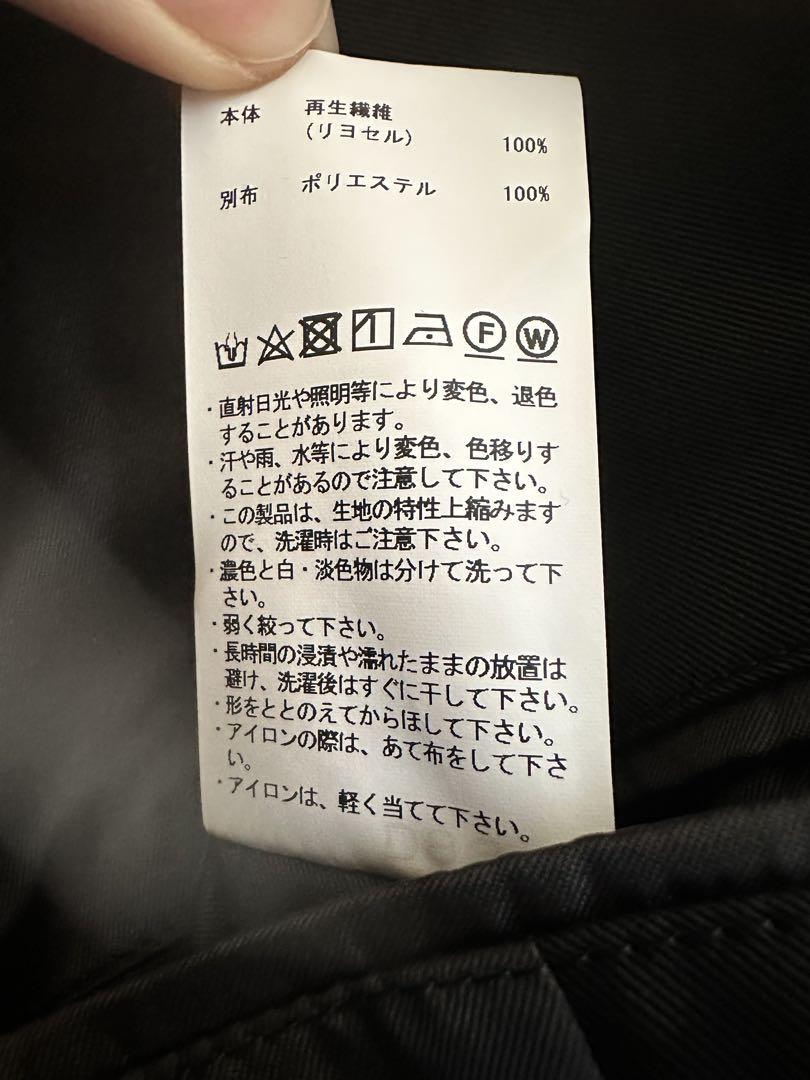 本体 再生繊維
(リヨセル) 100%
別布 ポリエステル 100%
F W
・直射日光や照明等により変色、退色
することがあります。
・汗や雨、水等により変色、色移りす
ることがあるので注意して下さい。
・この製品は、生地の特性上縮みます
ので、洗濯時はご注意下さい。
・濃色と白・淡色物は分けて洗って下
さい。
・弱く絞って下さい。
・長時間の浸漬や濡れたままの放置は
避け、洗濯後はすぐに干して下さい。
・形をととのえてからほして下さい。
・アイロンの際は、あて布をして下さ
い。
・アイロンは、軽く当てて下さい。